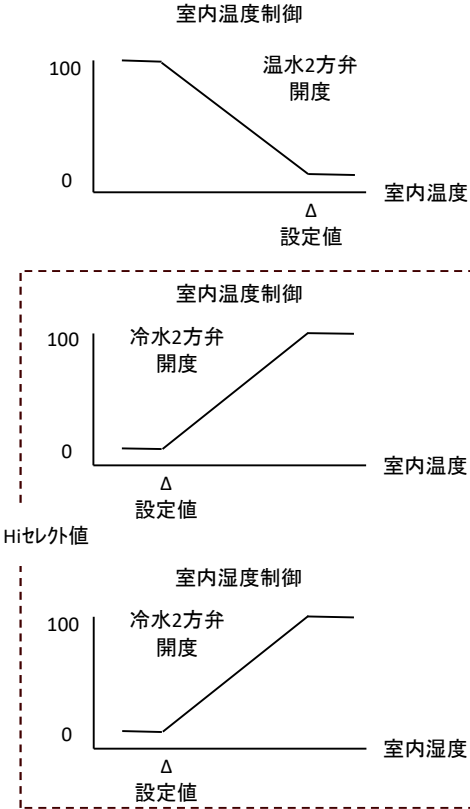 室内温度制御
100
温水2方弁
開度
0
室内温度
Δ
設定値
室内温度制御
100
冷水2方弁
開度
0
室内温度
Δ
設定値
Hiｾﾚｸﾄ値
室内湿度制御
100
冷水2方弁
開度
0
室内湿度
Δ
設定値